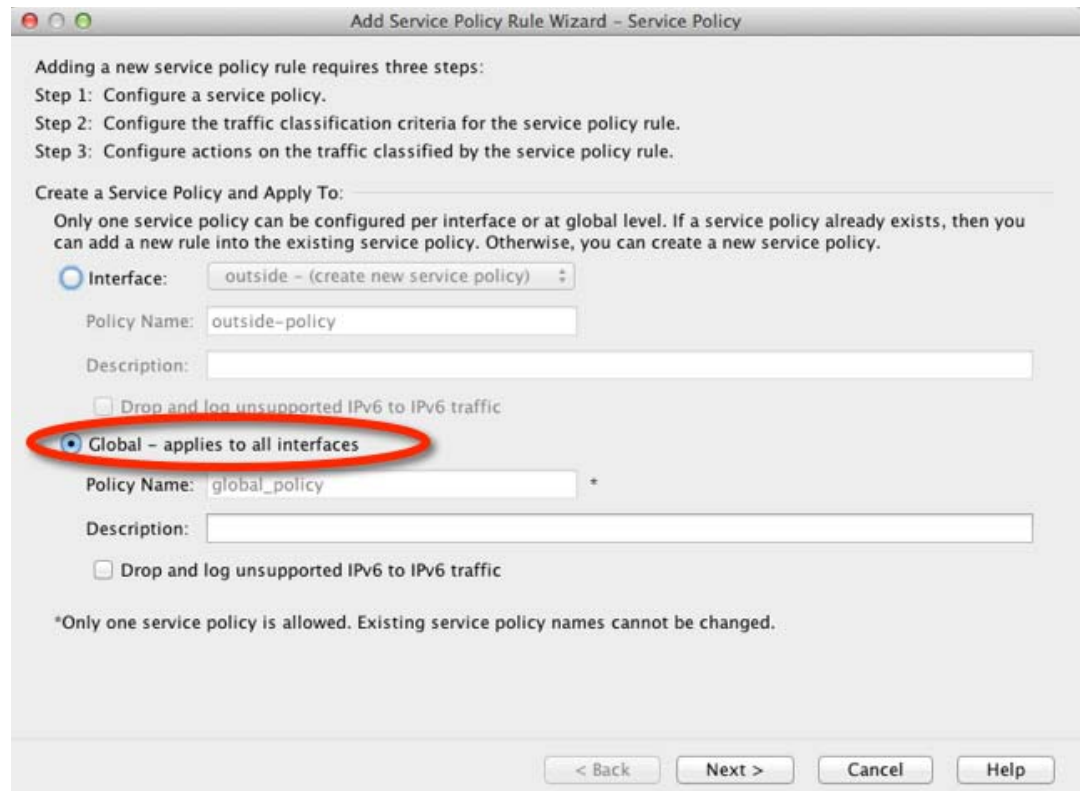 Add Service Policy Rule Wizard – Service Policy
Adding a new service policy rule requires three steps:
Step 1: Configure a service policy.
Step 2: Configure the traffic classification criteria for the service policy rule.
Step 3: Configure actions on the traffic classified by the service policy rule.
Create a Service Policy and Apply To:
Only one service policy can be configured per interface or at global level. If a service policy already exists, then you
can add a new rule into the existing service policy. Otherwise, you can create a new service policy.
Interface: outside – (create new service policy)
Policy Name: outside-policy
Description:
Drop and log unsupported IPv6 to IPv6 traffic
Global – applies to all interfaces
Policy Name: global_policy *
Description:
Drop and log unsupported IPv6 to IPv6 traffic
*Only one service policy is allowed. Existing service policy names cannot be changed.
< Back Next > Cancel Help